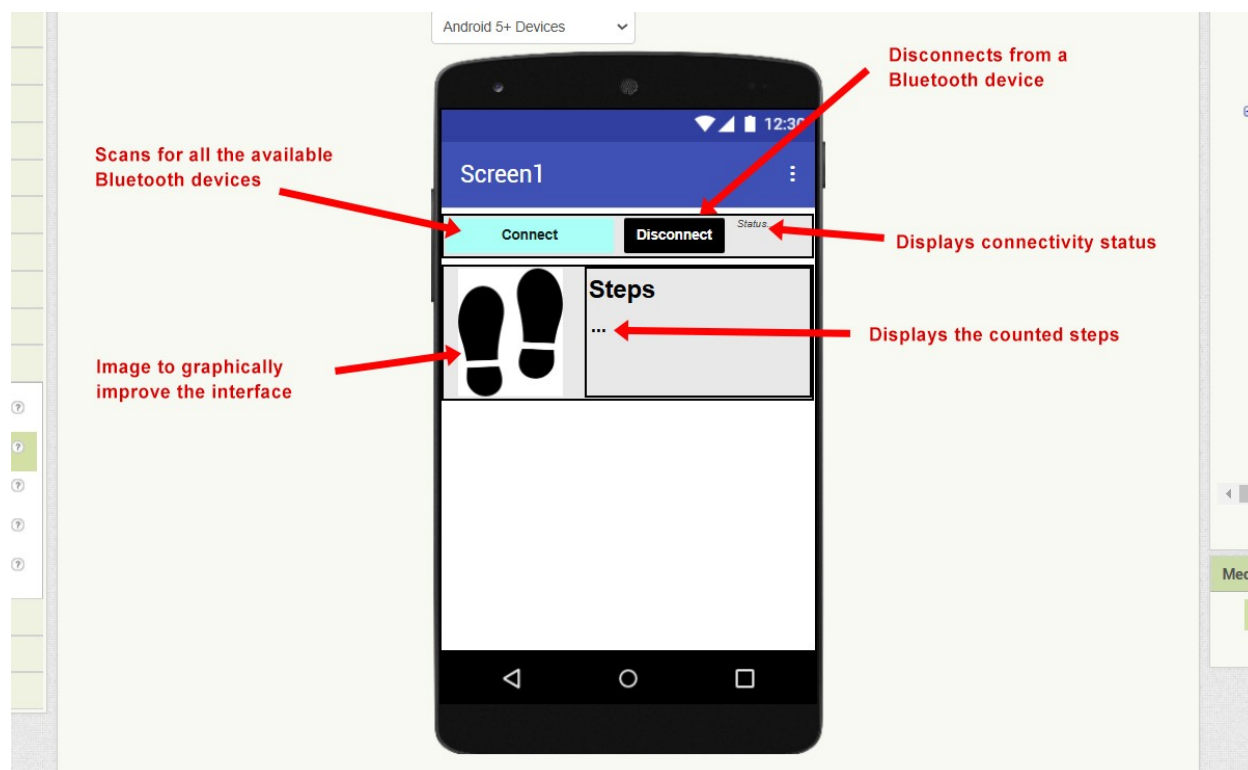 Android 5+ Devices
Disconnects from a
Bluetooth device
12:30
Scans for all the available
Bluetooth devices
Screen1
Connect
Disconnect
Status...
Displays connectivity status
Steps
...
Displays the counted steps
Image to graphically
improve the interface
?
?
?
?
?
Med